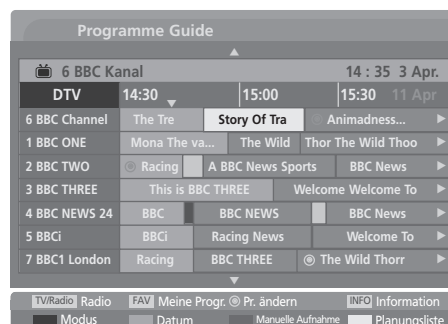 Programme Guide
6 BBC Kanal 14 : 35 3 Apr.
DTV 14:30 15:00 15:30 11 Apr
6 BBC Channel The Tre Story Of Tra Animadness...
1 BBC ONE Mona The va... The Wild Thor The Wild Thoo
2 BBC TWO Racing A BBC News Sports BBC News
3 BBC THREE This is BBC THREE Welcome Welcome To
4 BBC NEWS 24 BBC BBC NEWS BBC News
5 BBCi BBCi Racing News Welcome To
7 BBC1 London Racing BBC THREE The Wild Thorr
TV/Radio Radio FAV Meine Progr. Pr. ändern INFO Information
Modus Datum Manuelle Aufnahme Planungsliste